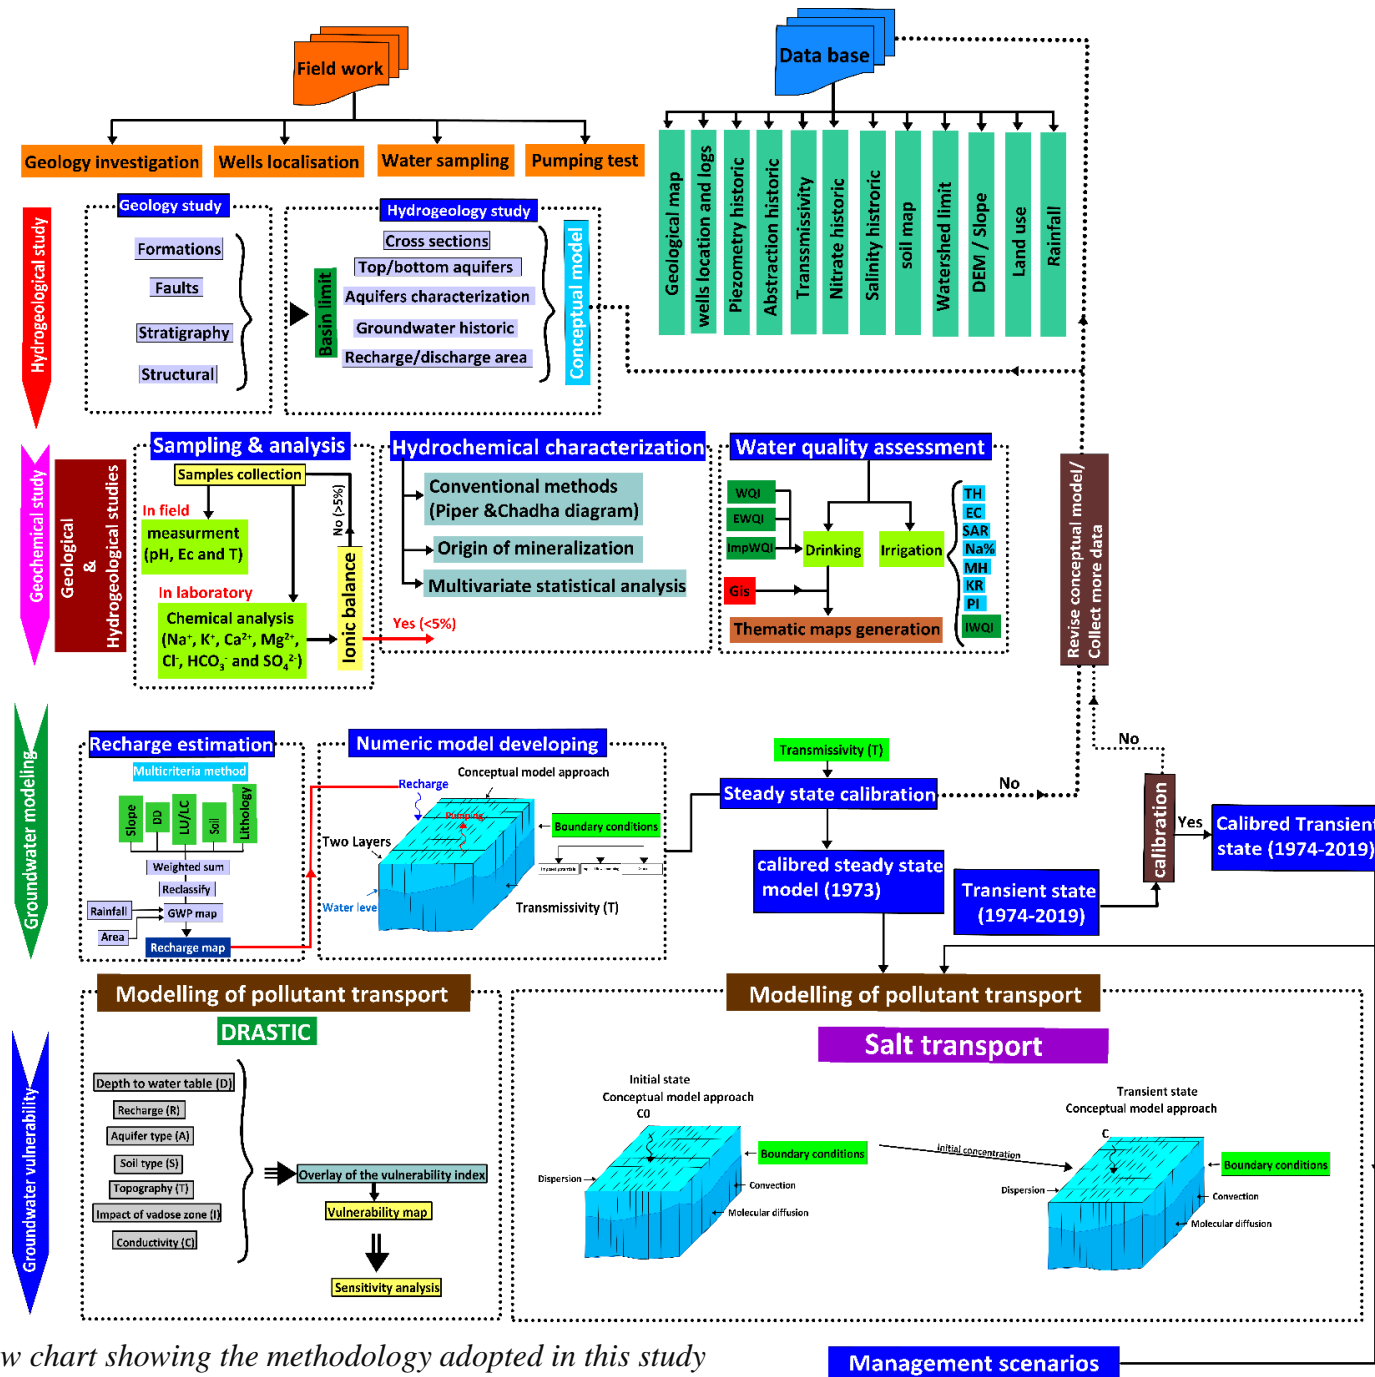 Field work
Data base
Geology investigation
Wells localisation
Water sampling
Pumping test
Geological map
wells location and logs
Piezometry historic
Abstraction historic
Transsmissivity
Nitrate historic
Salinity histroric
soil map
Watershed limit
DEM / Slope
Land use
Rainfall
Hydrogeological study
Geology study
Formations
Faults
Stratigraphy
Structural
Hydrogeology study
Basin limit
Cross sections
Top/bottom aquifers
Aquifers characterization
Groundwater historic
Recharge/discharge area
Conceptual model
Geochemical study
Geological
&
Hydrogeological studies
Sampling & analysis
Samples collection
In field
measurment
(pH, Ec and T)
In laboratory
Chemical analysis
(Na⁺, K⁺, Ca²⁺, Mg²⁺,
Cl⁻, HCO₃⁻ and SO₄²⁻)
No (>5%)
Ionic balance
Yes (<5%)
Hydrochemical characterization
Conventional methods
(Piper &Chadha diagram)
Origin of mineralization
Multivariate statistical analysis
Water quality assessment
WQI
EWQI
ImpWQI
Drinking
Irrigation
Gis
Thematic maps generation
TH
EC
SAR
Na%
MH
KR
PI
IWQI
Revise conceptual model/
Collect more data
Groundwater modeling
Recharge estimation
Multicriteria method
Slope
DD
LU/LC
Soil
Lithology
Weighted sum
Reclassify
Rainfall
GWP map
Area
Recharge map
Numeric model developing
Conceptual model approach
Recharge
Pumping
Two Layers
Boundary conditions
Water level
Transmissivity (T)
Transmissivity (T)
Steady state calibration
No
calibred steady state
model (1973)
Transient state
(1974-2019)
calibration
No
Yes
Calibred Transient
state (1974-2019)
Groundwater vulnerability
Modelling of pollutant transport
DRASTIC
Depth to water table (D)
Recharge (R)
Aquifer type (A)
Soil type (S)
Topography (T)
Impact of vadose zone (I)
Conductivity (C)
Overlay of the vulnerability index
Vulnerability map
Sensitivity analysis
Modelling of pollutant transport
Salt transport
Initial state
Conceptual model approach
C0
Boundary conditions
Dispersion
Convection
Molecular diffusion
Initial concentration
Transient state
Conceptual model approach
C
Boundary conditions
Dispersion
Convection
Molecular diffusion
w chart showing the methodology adopted in this study
Management scenarios